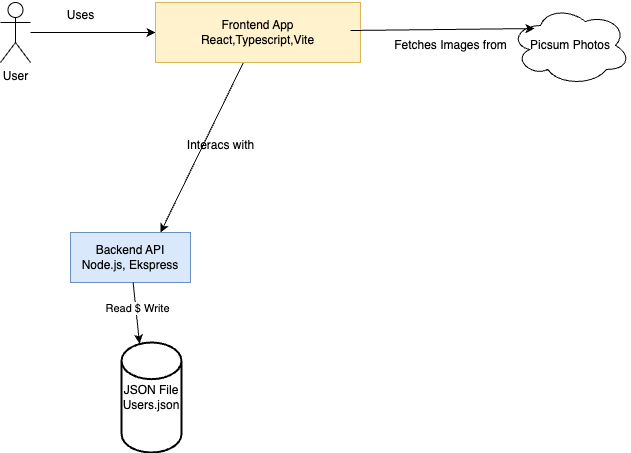 Uses
Frontend App
React,Typescript,Vite
Fetches Images from
Picsum Photos
User
Interacs with
Backend API
Node.js, Ekspress
Read $ Write
JSON File
Users.json